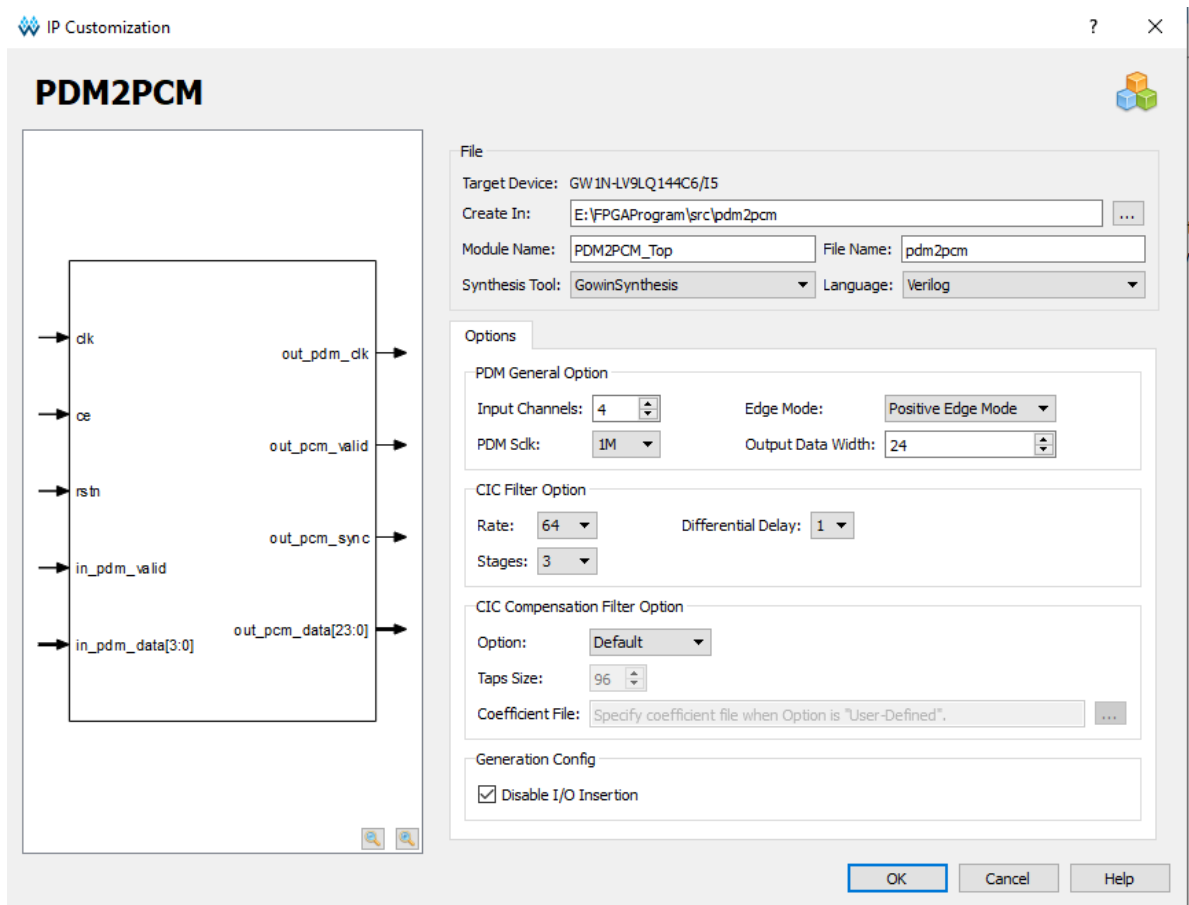 IP Customization ? ×
PDM2PCM
clk
ce
rstn
in_pdm_valid
in_pdm_data[3:0]
out_pdm_clk
out_pcm_valid
out_pcm_sync
out_pcm_data[23:0]
File
Target Device: GW1N-LV9LQ144C6/I5
Create In: E:\FPGAProgram\src\pdm2pcm ...
Module Name: PDM2PCM_Top File Name: pdm2pcm
Synthesis Tool: GowinSynthesis Language: Verilog
Options
PDM General Option
Input Channels: 4 Edge Mode: Positive Edge Mode
PDM Sclk: 1M Output Data Width: 24
CIC Filter Option
Rate: 64 Differential Delay: 1
Stages: 3
CIC Compensation Filter Option
Option: Default
Taps Size: 96
Coefficient File: Specify coefficient file when Option is "User-Defined". ...
Generation Config
Disable I/O Insertion
OK Cancel Help